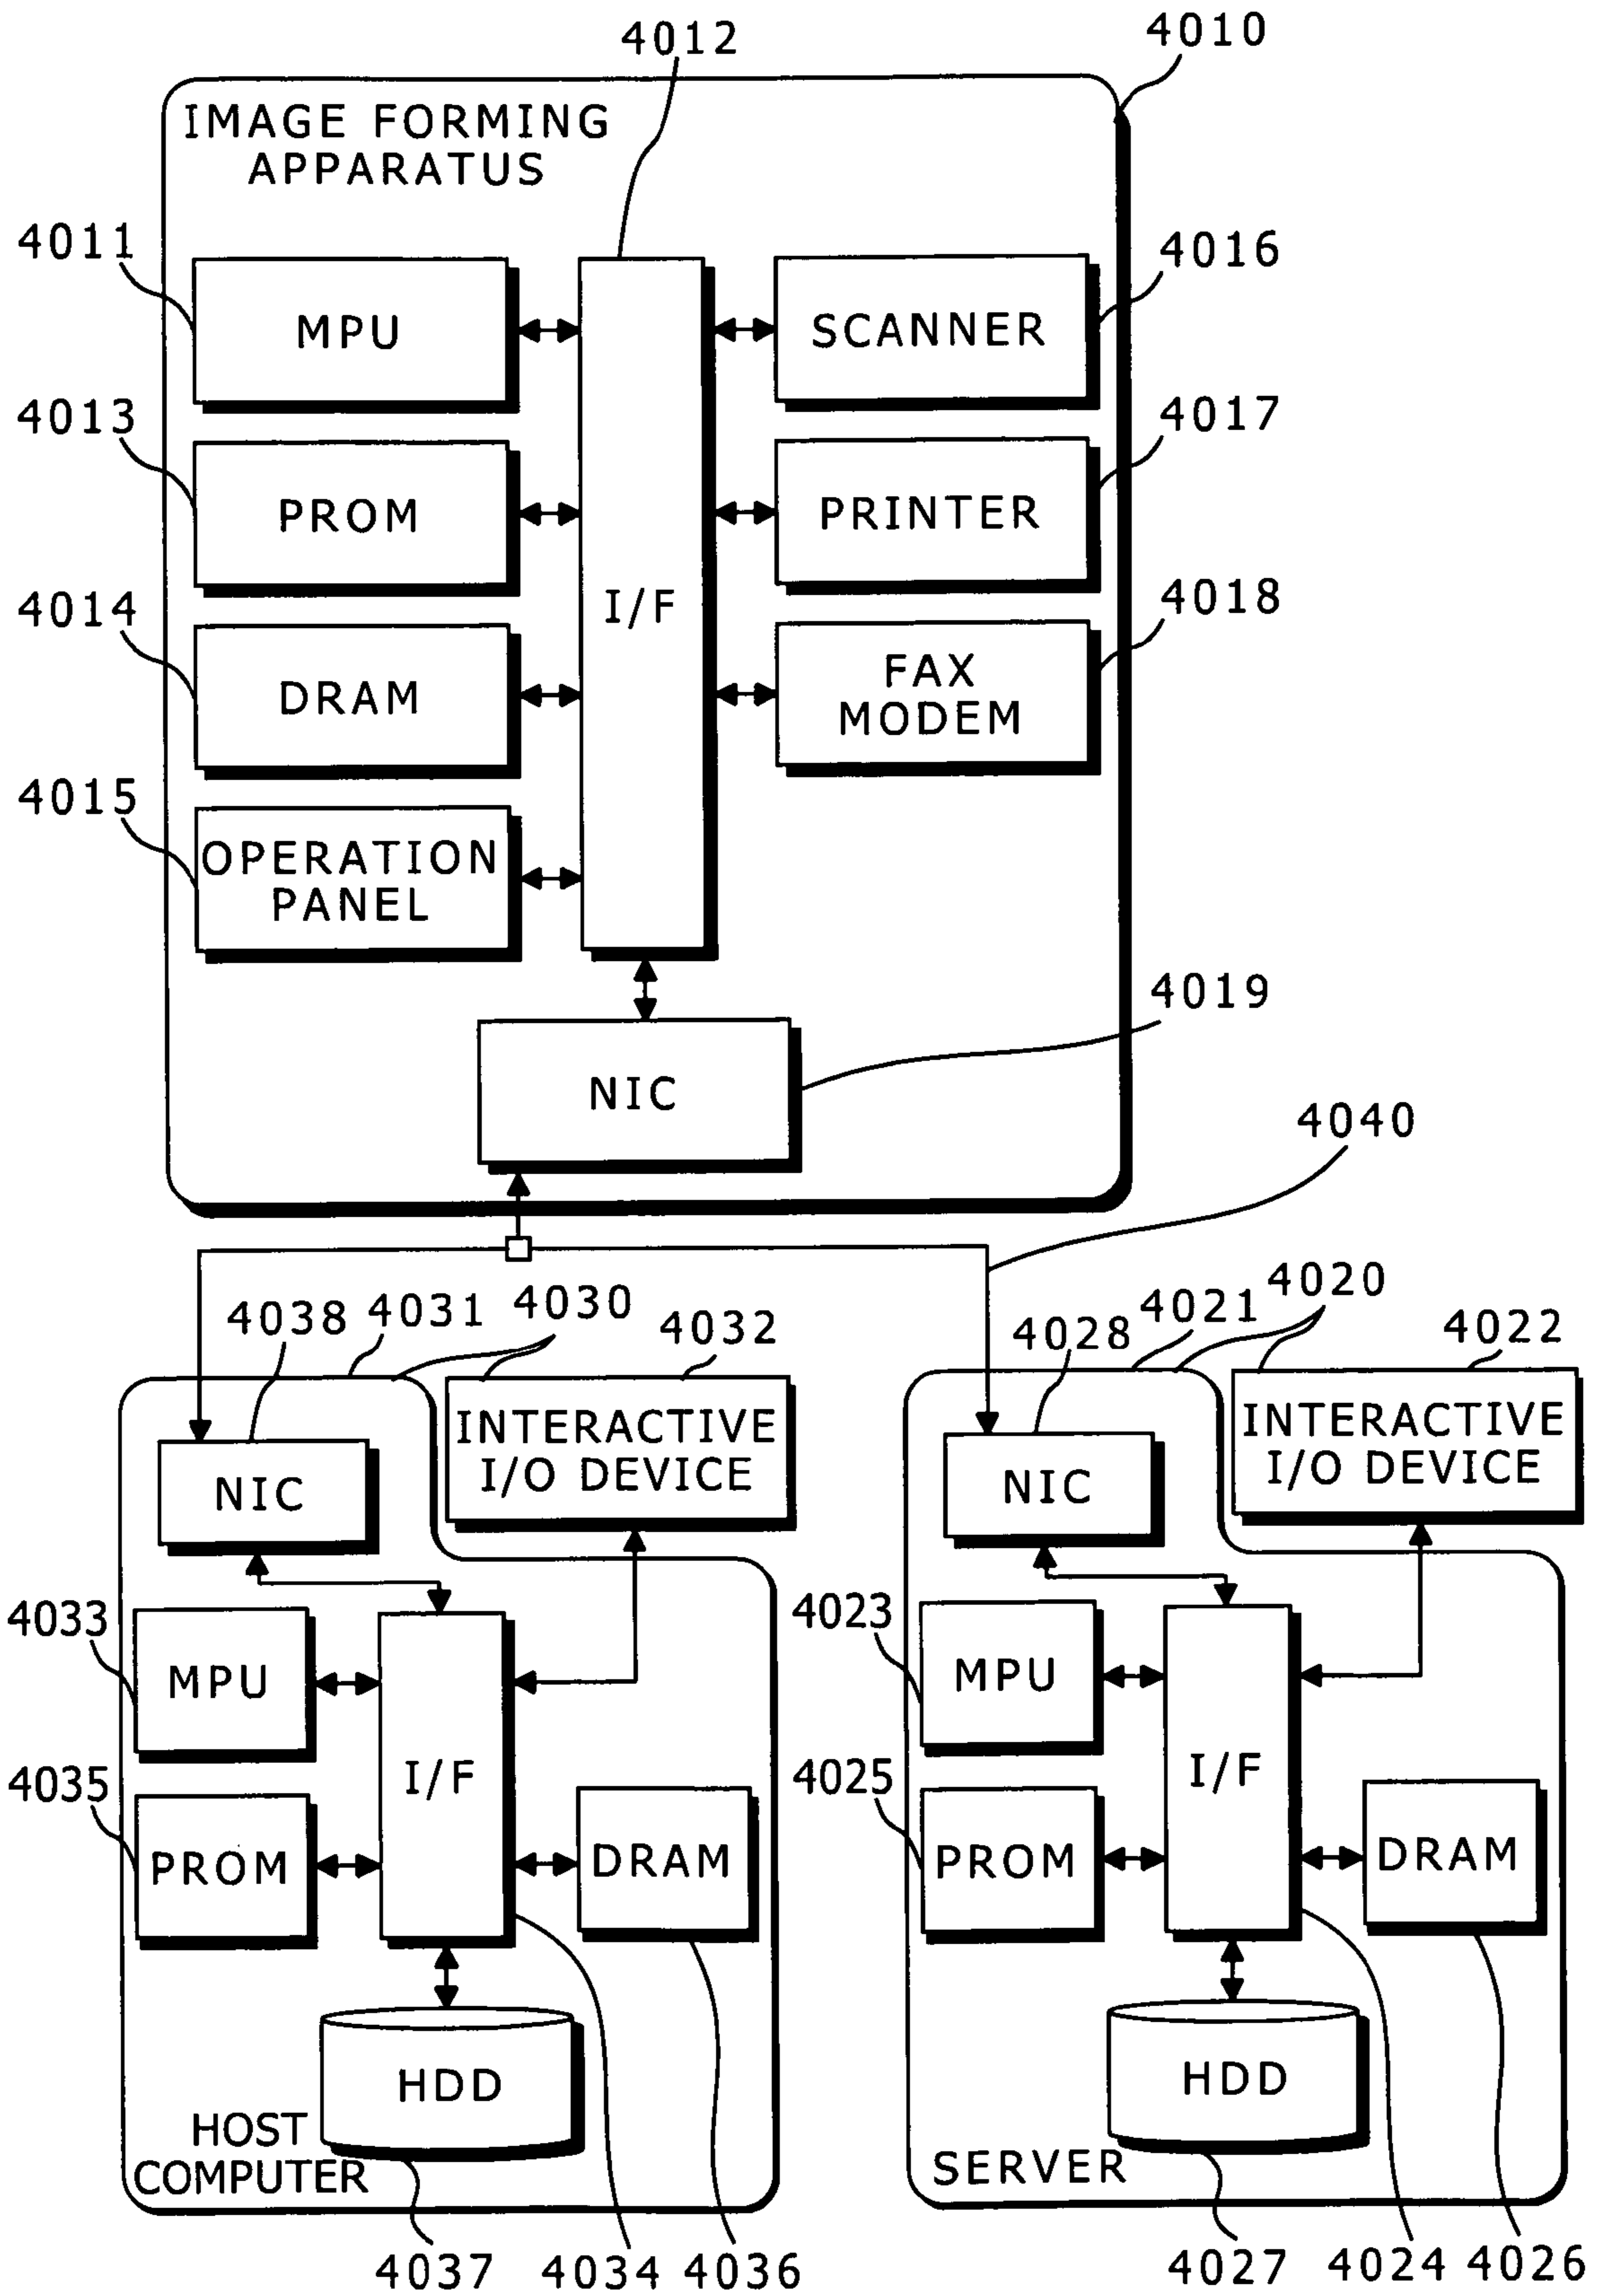 4012
4010
IMAGE FORMING
APPARATUS
4011
4016
MPU
SCANNER
4013
4017
PROM
PRINTER
I/F
4014
4018
DRAM
FAX
MODEM
4015
OPERATION
PANEL
4019
NIC
4040
4038
4031
4030
4032
4028
4021
4020
4022
INTERACTIVE
I/O DEVICE
NIC
INTERACTIVE
I/O DEVICE
NIC
4033
MPU
4023
MPU
I/F
I/F
4035
PROM
DRAM
4025
PROM
DRAM
HDD
HDD
HOST
COMPUTER
SERVER
4037
4034
4036
4027
4024
4026